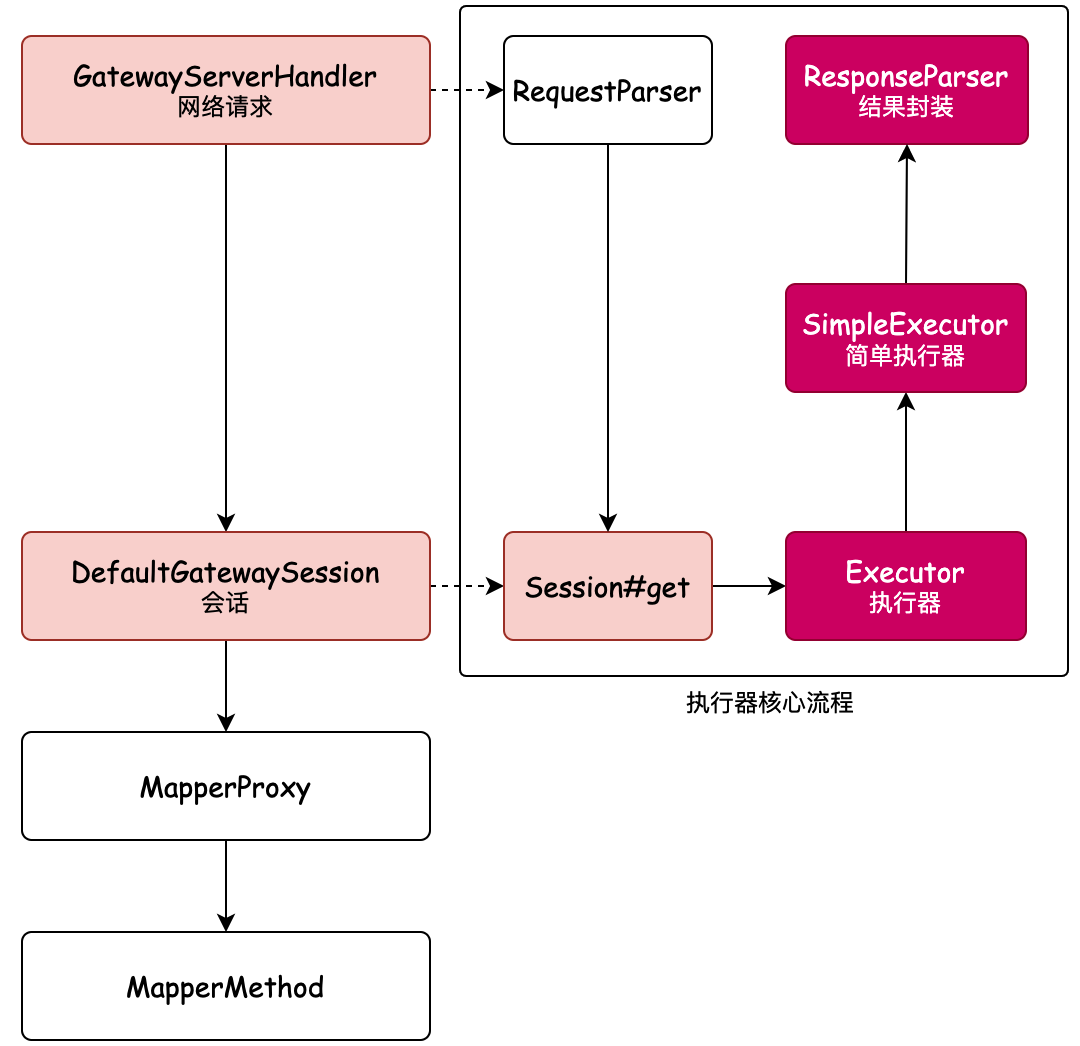 GatewayServerHandler
网络请求
RequestParser
ResponseParser
结果封装
SimpleExecutor
简单执行器
DefaultGatewaySession
会话
Session#get
Executor
执行器
执行器核心流程
MapperProxy
MapperMethod